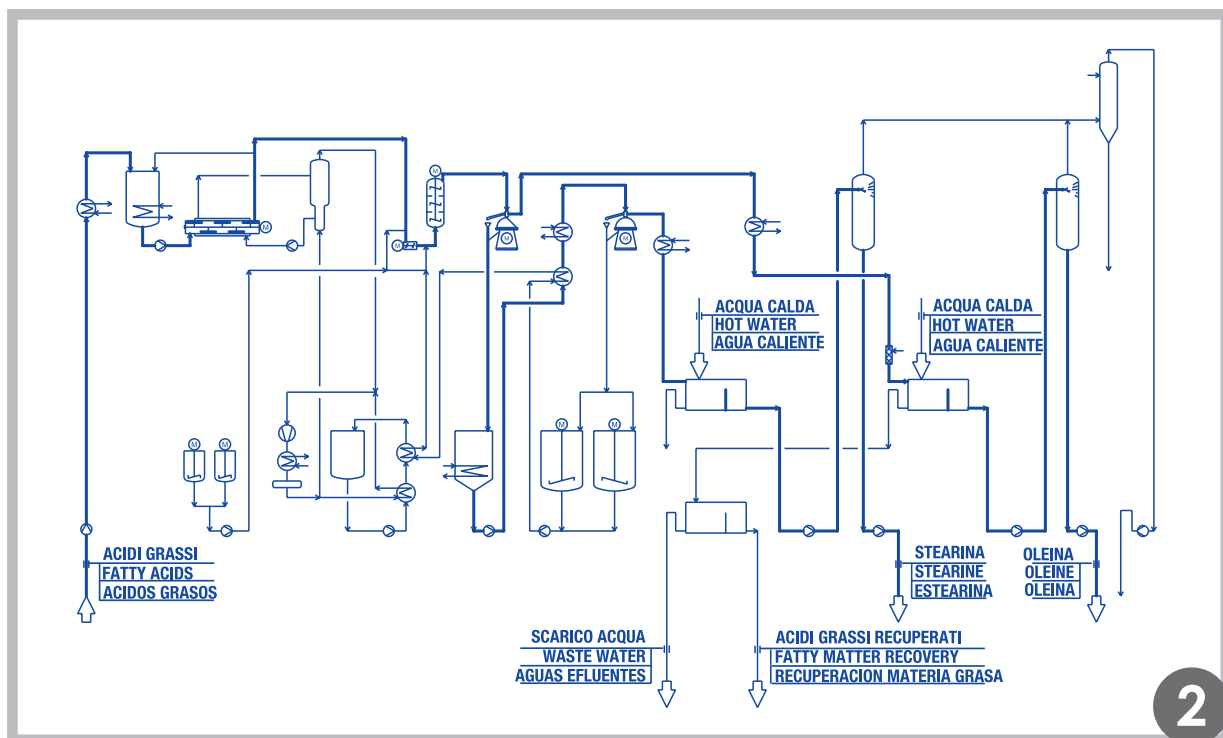 M
M
M
M
M
M
ACQUA CALDA
HOT WATER
AGUA CALIENTE
ACQUA CALDA
HOT WATER
AGUA CALIENTE
M
M
M
M
ACIDI GRASSI
FATTY ACIDS
ACIDOS GRASOS
STEARINA
STEARINE
ESTEARINA
OLEINA
OLEINE
OLEINA
SCARICO ACQUA
WASTE WATER
AGUAS EFLUENTES
ACIDI GRASSI RECUPERATI
FATTY MATTER RECOVERY
RECUPERACION MATERIA GRASA
2